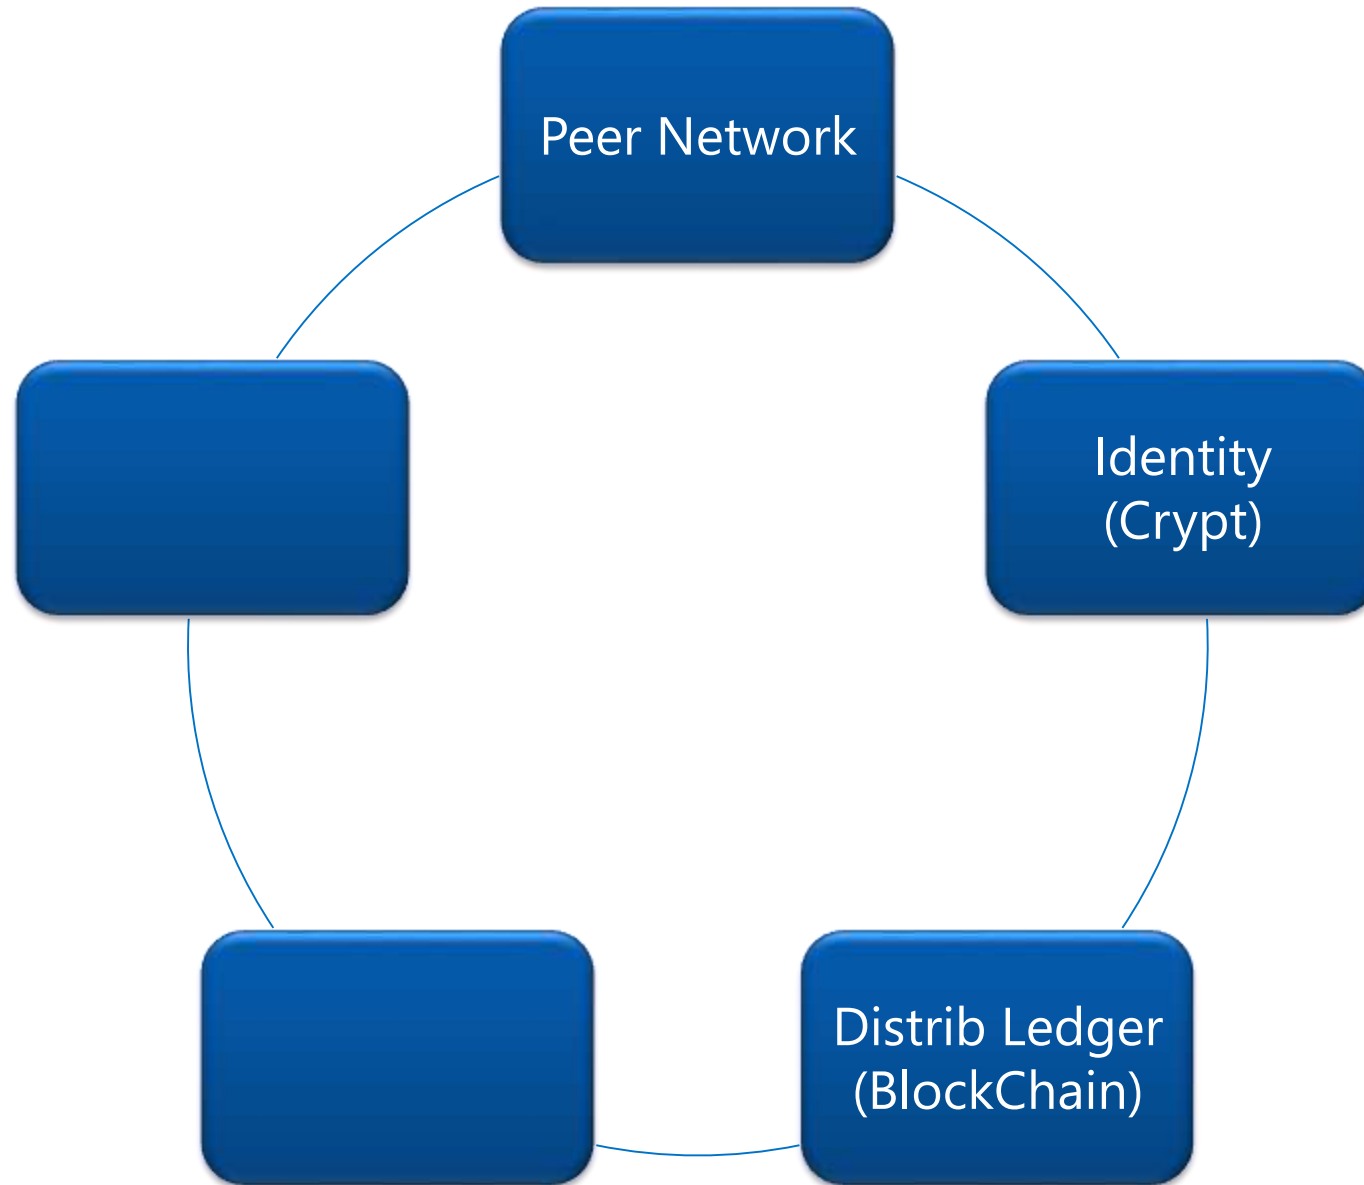 Peer Network
Identity
(Crypt)
Distrib Ledger
(BlockChain)